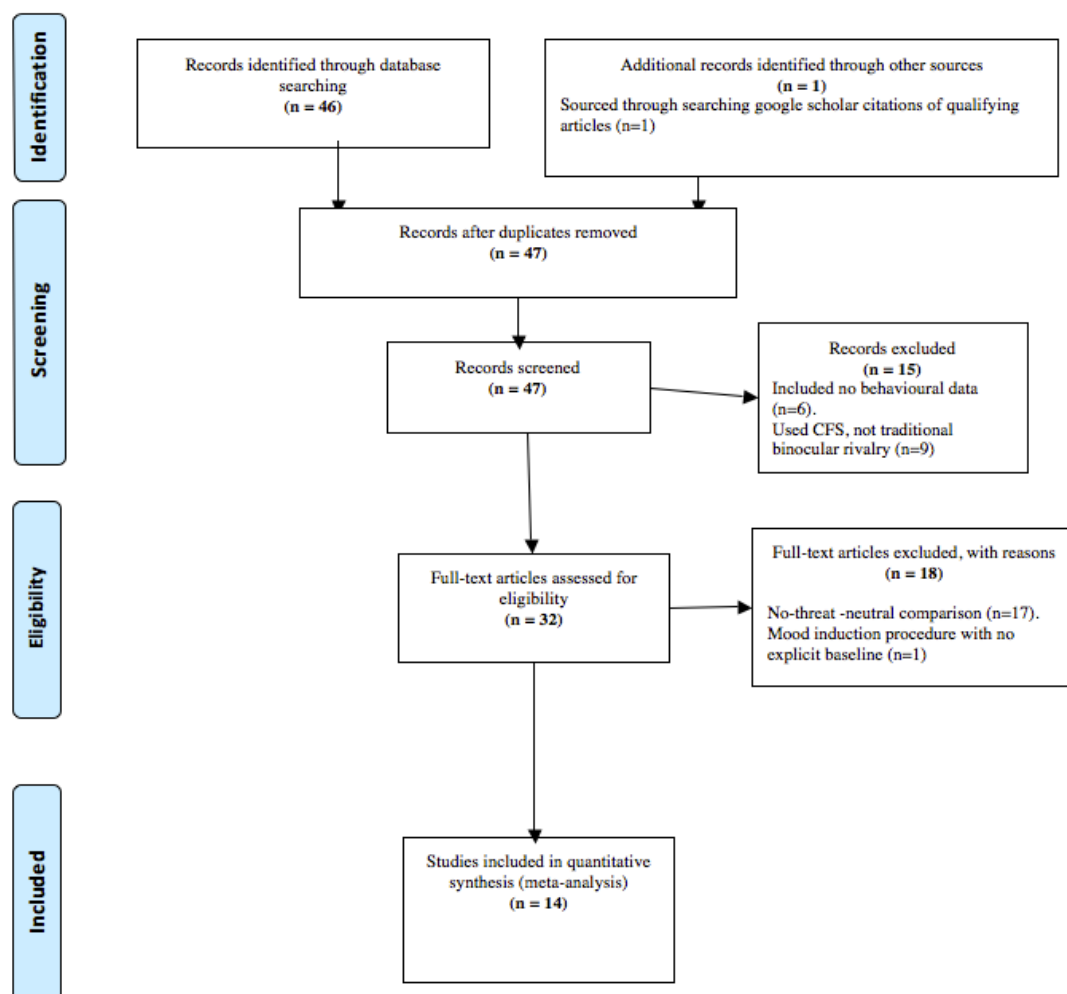 Identification
Records identified through database
searching
(n = 46)
Additional records identified through other sources
(n = 1)
Sourced through searching google scholar citations of qualifying
articles (n=1)
Screening
Records after duplicates removed
(n = 47)
Records screened
(n = 47)
Records excluded
(n = 15)
Included no behavioural data
(n=6).
Used CFS, not traditional
binocular rivalry (n=9)
Eligibility
Full-text articles assessed for
eligibility
(n = 32)
Full-text articles excluded, with reasons
(n = 18)
No-threat -neutral comparison (n=17).
Mood induction procedure with no
explicit baseline (n=1)
Included
Studies included in quantitative
synthesis (meta-analysis)
(n = 14)